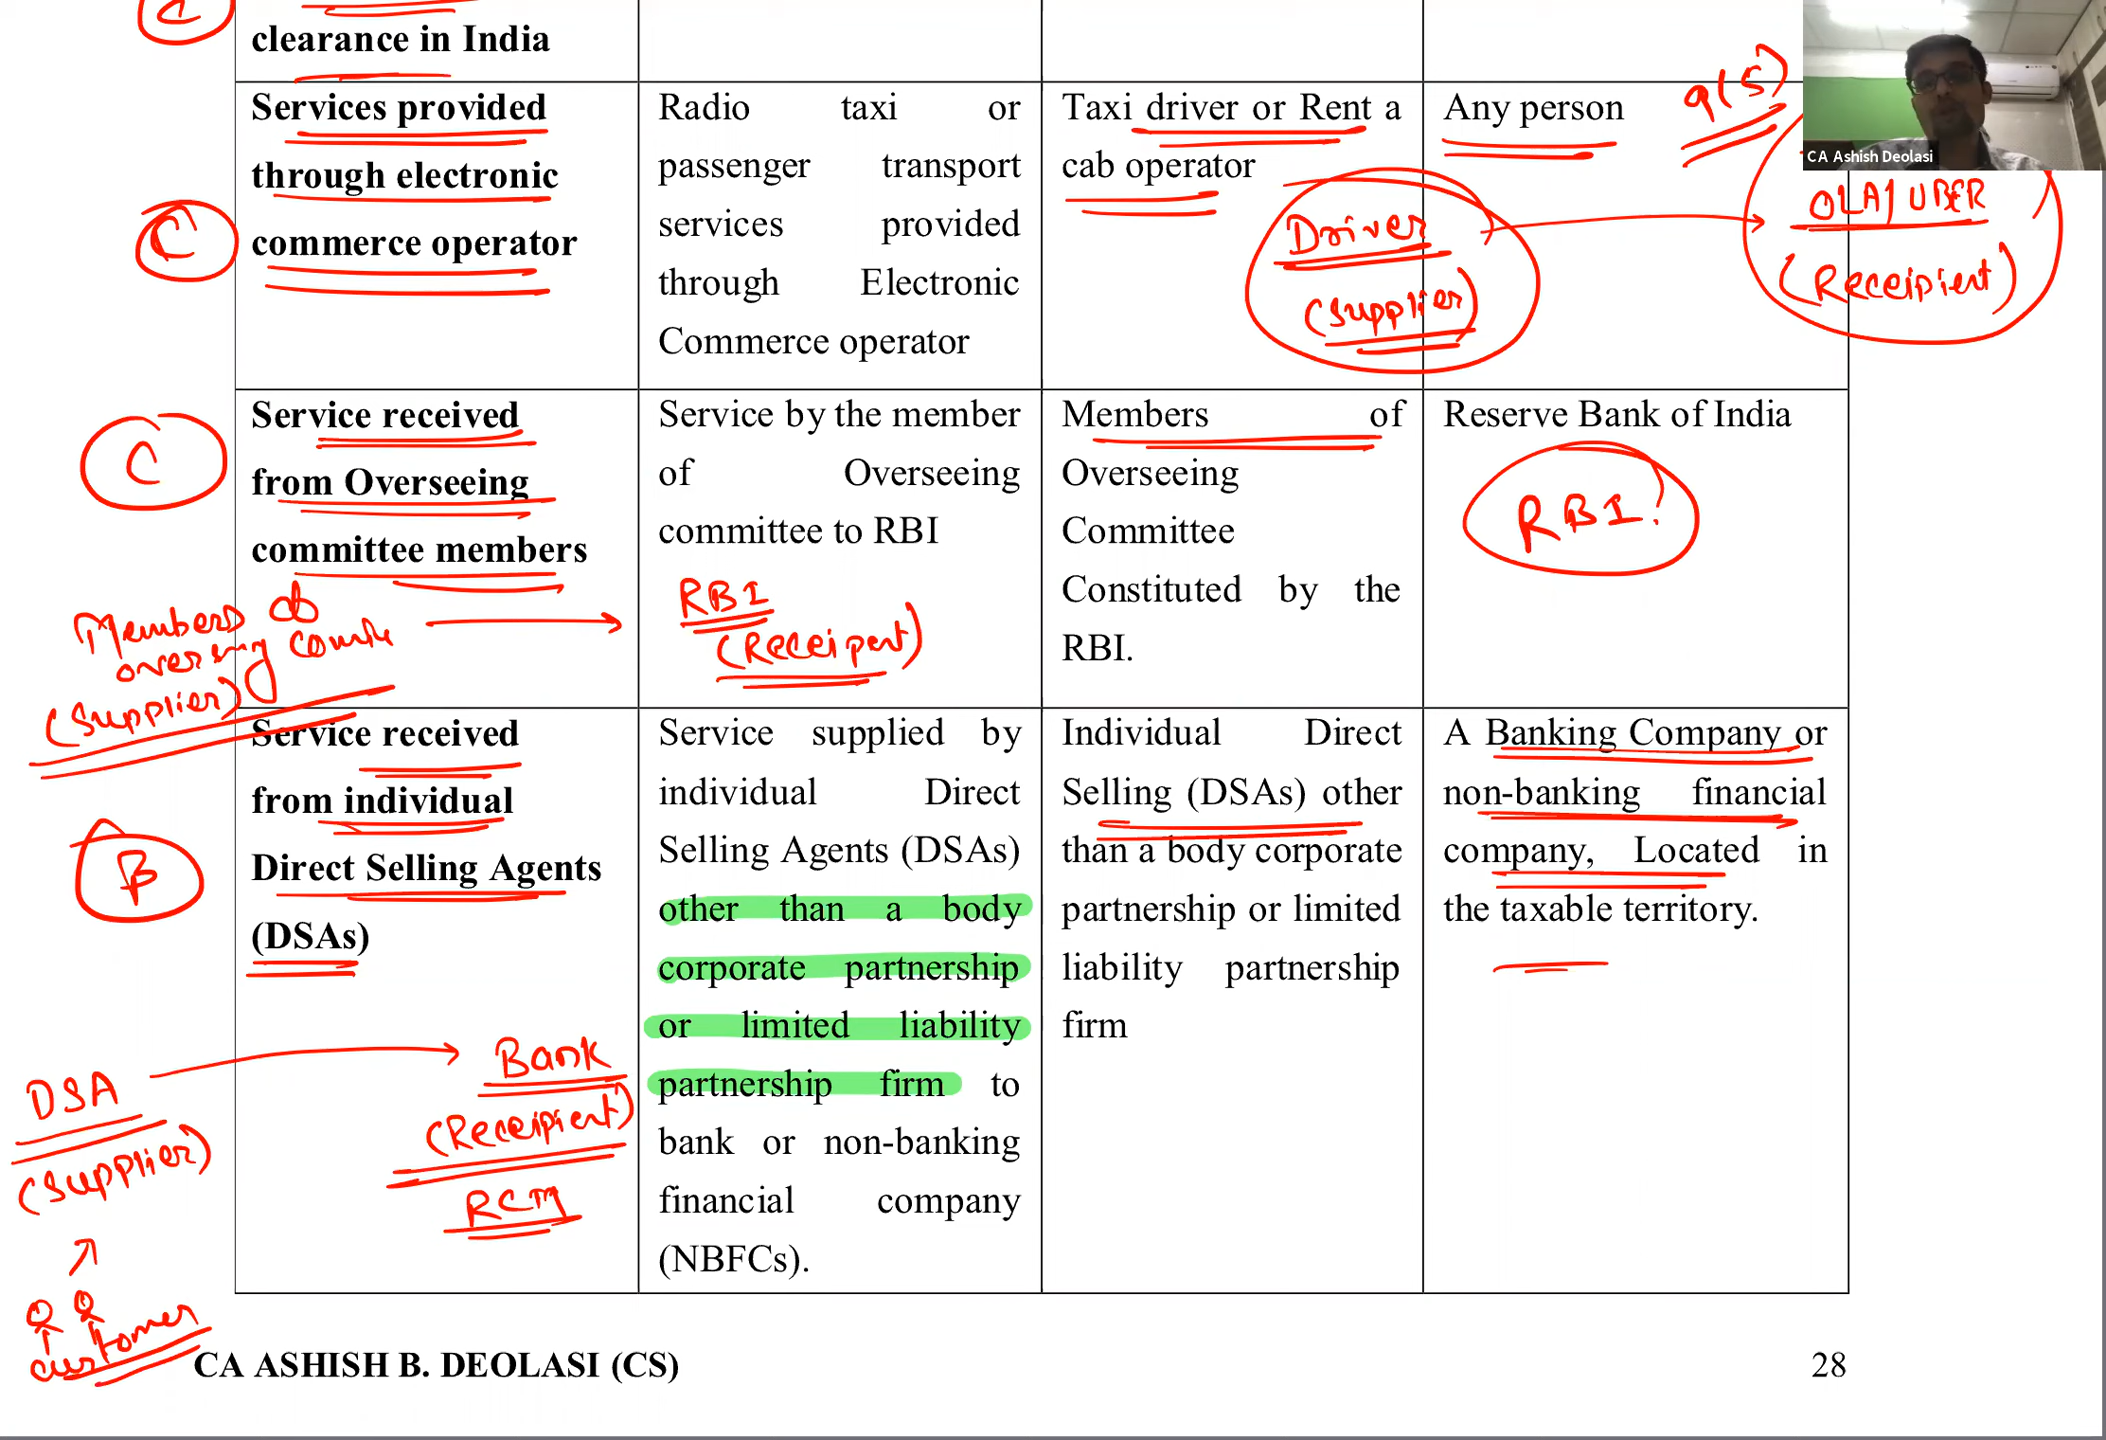 clearance in India
Services provided
through electronic
commerce operator
C
Radio taxi or
passenger transport
services provided
through Electronic
Commerce operator
Taxi driver or Rent a
cab operator
Driver
(Supplier)
Any person
9(5)
CA Ashish Deolasi
OLA/UBER
(Receipient)
C
Service received
from Overseeing
committee members
Members of
(Supplier)
Service by the member
of Overseeing
committee to RBI
RBI
(Receipent)
Members of
Overseeing
Committee
Constituted by the
RBI.
Reserve Bank of India
RBI
B
Service received
from individual
Direct Selling Agents
(DSAs)
DSA
(Supplier)
customer
Bank
(Receipient)
RCM
Service supplied by
individual Direct
Selling Agents (DSAs)
other than a body
corporate partnership
or limited liability
partnership firm to
bank or non-banking
financial company
(NBFCs).
Individual Direct
Selling (DSAs) other
than a body corporate
partnership or limited
liability partnership
firm
A Banking Company or
non-banking financial
company, Located in
the taxable territory.
CA ASHISH B. DEOLASI (CS)
28